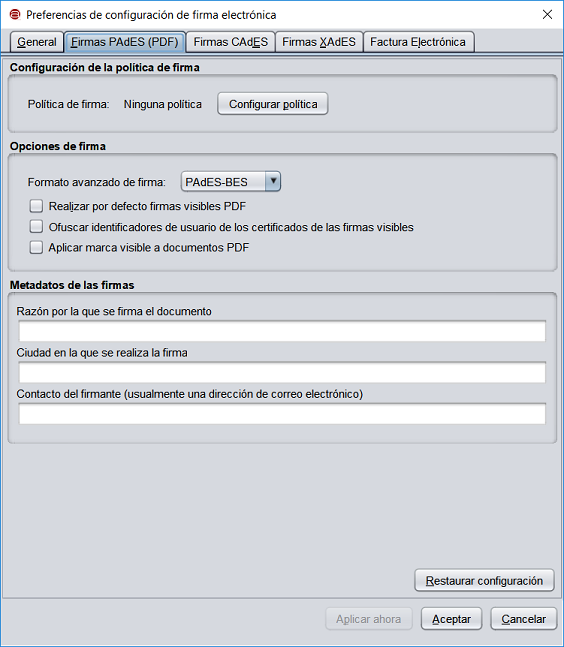 Preferencias de configuración de firma electrónica
General Firmas PAdES (PDF) Firmas CAdES Firmas XAdES Factura Electrónica
Configuración de la política de firma
Política de firma: Ninguna política Configurar política
Opciones de firma
Formato avanzado de firma: PAdES-BES
Realizar por defecto firmas visibles PDF
Ofuscar identificadores de usuario de los certificados de las firmas visibles
Aplicar marca visible a documentos PDF
Metadatos de las firmas
Razón por la que se firma el documento
Ciudad en la que se realiza la firma
Contacto del firmante (usualmente una dirección de correo electrónico)
Restaurar configuración
Aplicar ahora Aceptar Cancelar